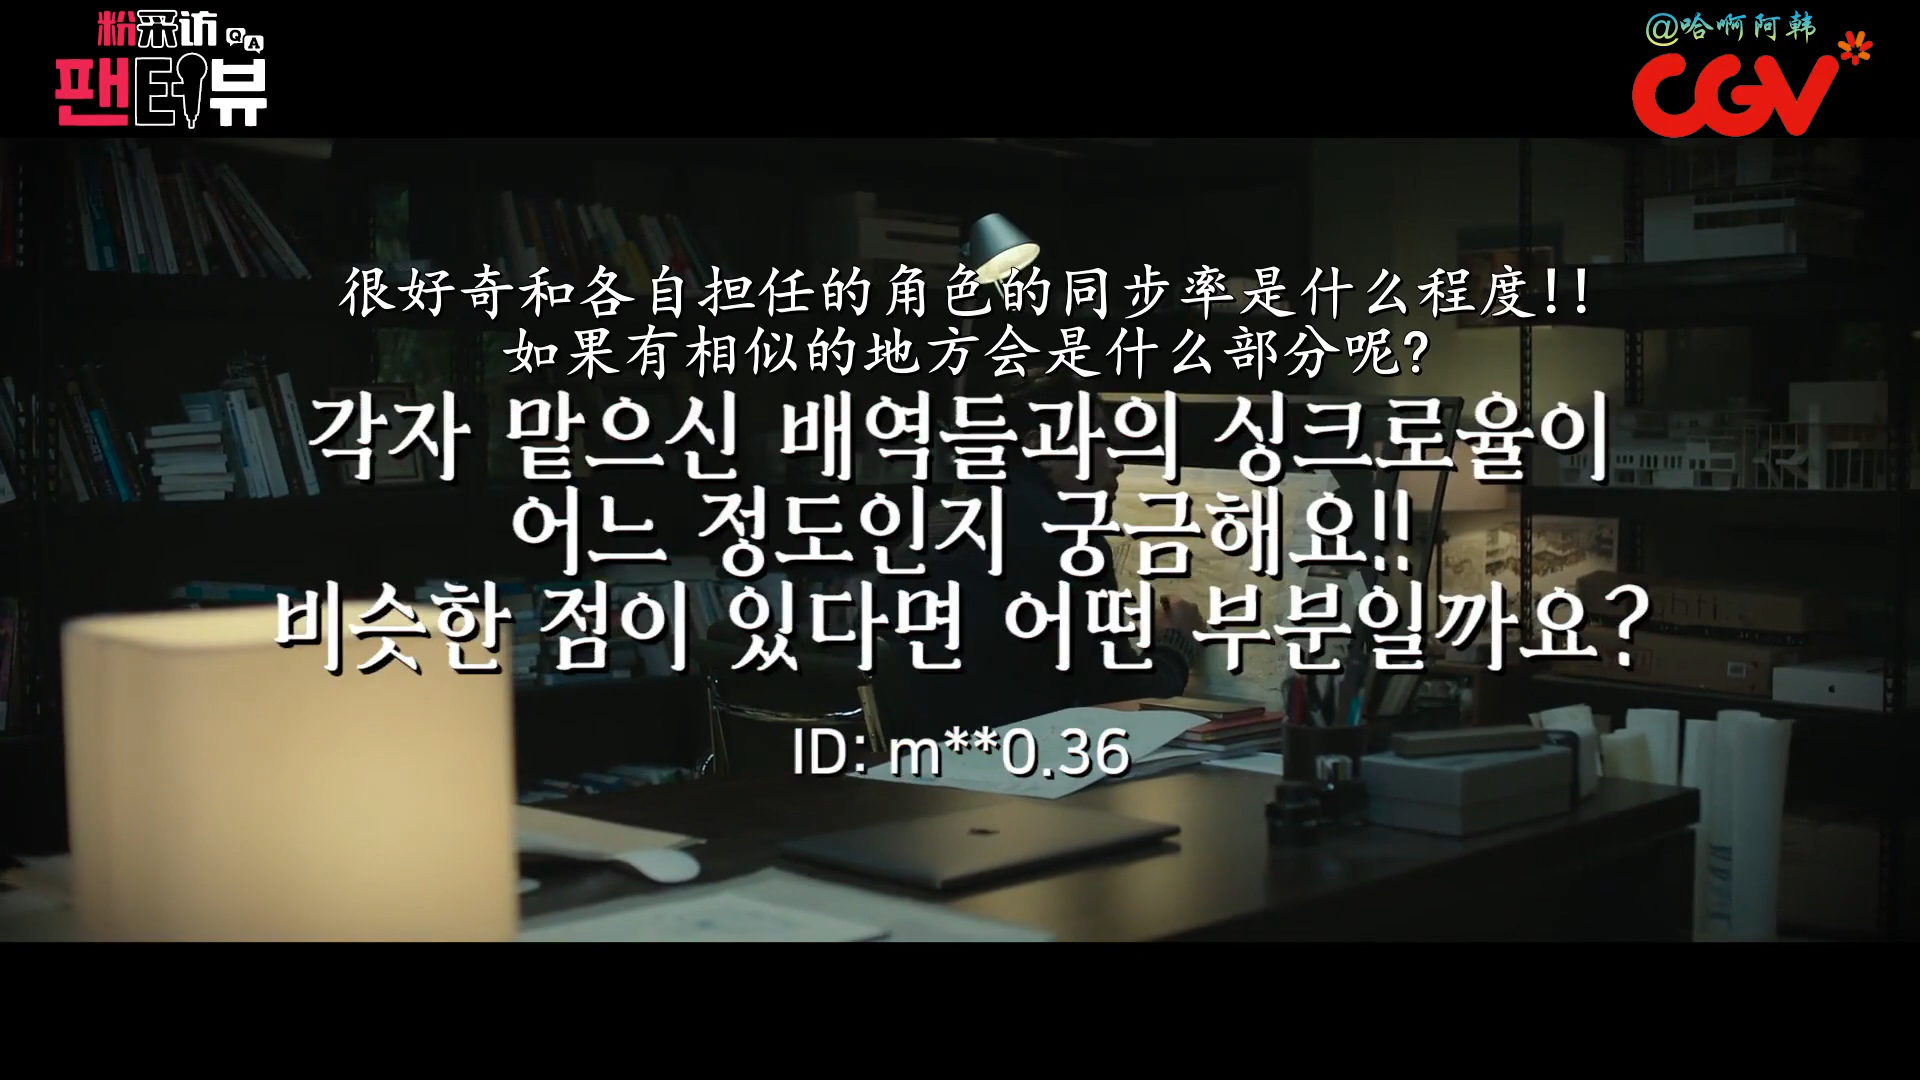 粉采访 Q A
팬터뷰
@哈啊阿韩
CGV
很好奇和各自担任的角色的同步率是什么程度!!
如果有相似的地方会是什么部分呢?
각자 맡으신 배역들과의 싱크로율이
어느 정도인지 궁금해요!!
비슷한 점이 있다면 어떤 부분일까요?
ID: m**0.36